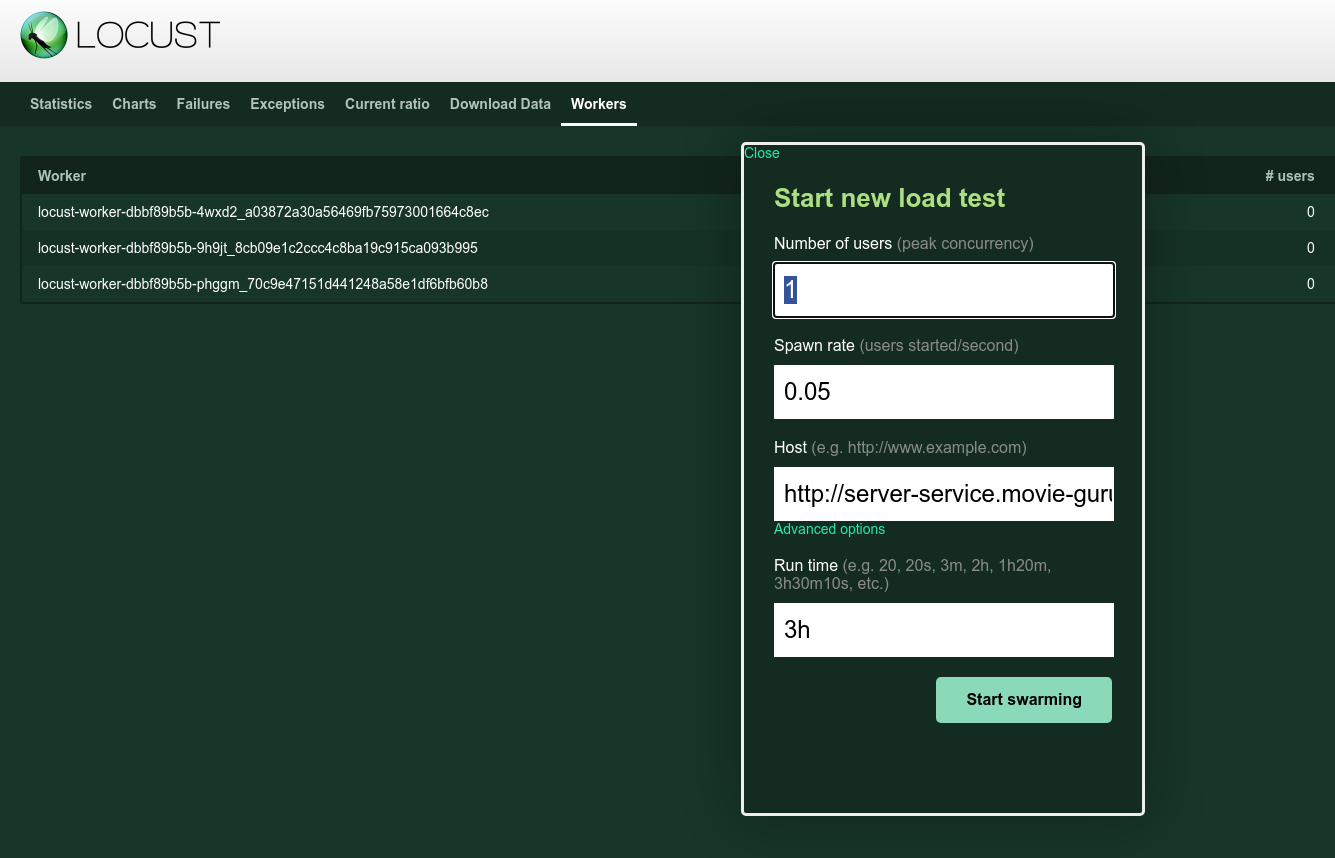 LOCUST
Statistics Charts Failures Exceptions Current ratio Download Data Workers
Worker # users
locust-worker-dbbf89b5b-4wxd2_a03872a30a56469fb75973001664c8ec 0
locust-worker-dbbf89b5b-9h9jt_8cb09e1c2ccc4c8ba19c915ca093b995 0
locust-worker-dbbf89b5b-phggm_70c9e47151d441248a58e1df6bfb60b8 0
Close
Start new load test
Number of users (peak concurrency)
1
Spawn rate (users started/second)
0.05
Host (e.g. http://www.example.com)
http://server-service.movie-guru
Advanced options
Run time (e.g. 20, 20s, 3m, 2h, 1h20m,
3h30m10s, etc.)
3h
Start swarming